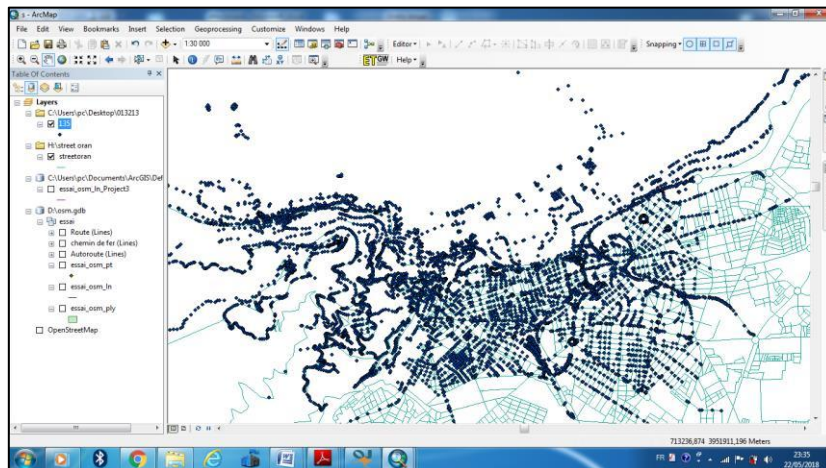 s - ArcMap
File Edit View Bookmarks Insert Selection Geoprocessing Customize Windows Help
1:30 000
Editor
Snapping
ET GW Help
Table Of Contents
Layers
C:\Users\pc\Desktop\013213
H:\street oran
streetoran
C:\Users\pc\Documents\ArcGIS\Def
essai_osm_ln_Project3
D:\osm.gdb
essai
Route (Lines)
chemin de fer (Lines)
Autoroute (Lines)
essai_osm_pt
essai_osm_ln
essai_osm_ply
OpenStreetMap
713236,874 3951911,196 Meters
FR
23:35
22/05/2018